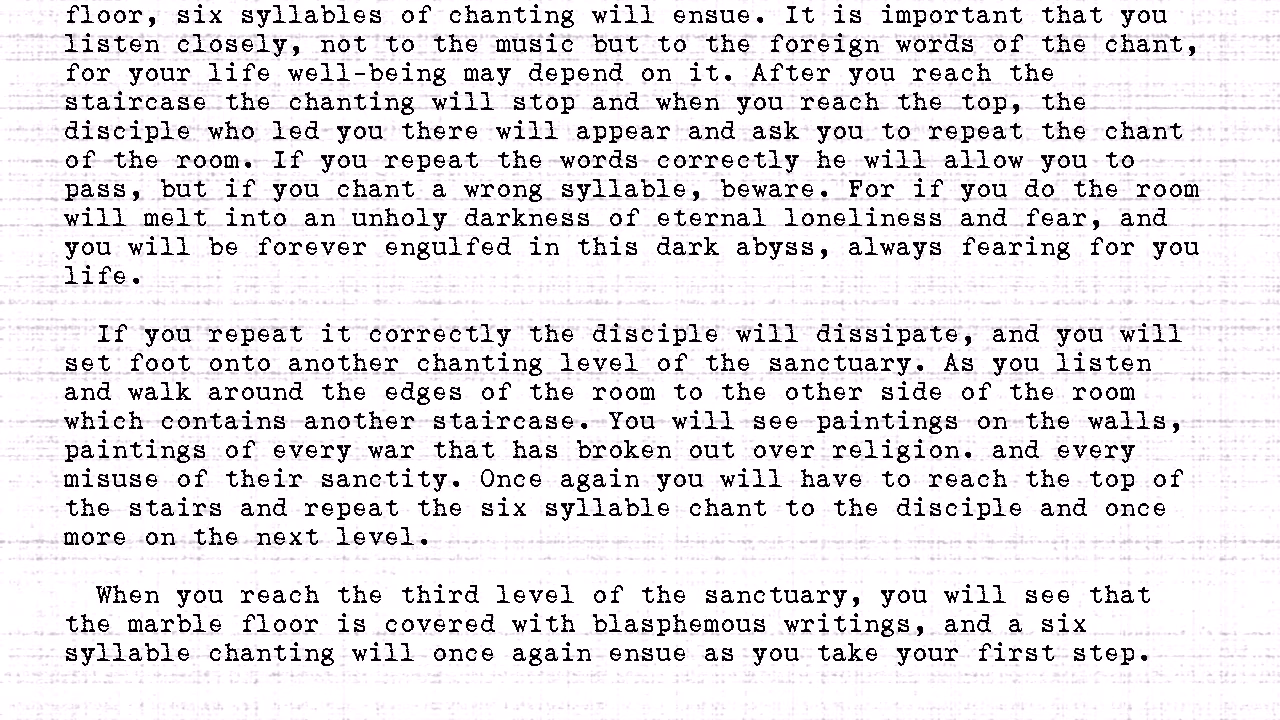 floor, six syllables of chanting will ensue. It is important that you
listen closely, not to the music but to the foreign words of the chant,
for your life well-being may depend on it. After you reach the
staircase the chanting will stop and when you reach the top, the
disciple who led you there will appear and ask you to repeat the chant
of the room. If you repeat the words correctly he will allow you to
pass, but if you chant a wrong syllable, beware. For if you do the room
will melt into an unholy darkness of eternal loneliness and fear, and
you will be forever engulfed in this dark abyss, always fearing for you
life.
If you repeat it correctly the disciple will dissipate, and you will
set foot onto another chanting level of the sanctuary. As you listen
and walk around the edges of the room to the other side of the room
which contains another staircase. You will see paintings on the walls,
paintings of every war that has broken out over religion. and every
misuse of their sanctity. Once again you will have to reach the top of
the stairs and repeat the six syllable chant to the disciple and once
more on the next level.
When you reach the third level of the sanctuary, you will see that
the marble floor is covered with blasphemous writings, and a six
syllable chanting will once again ensue as you take your first step.